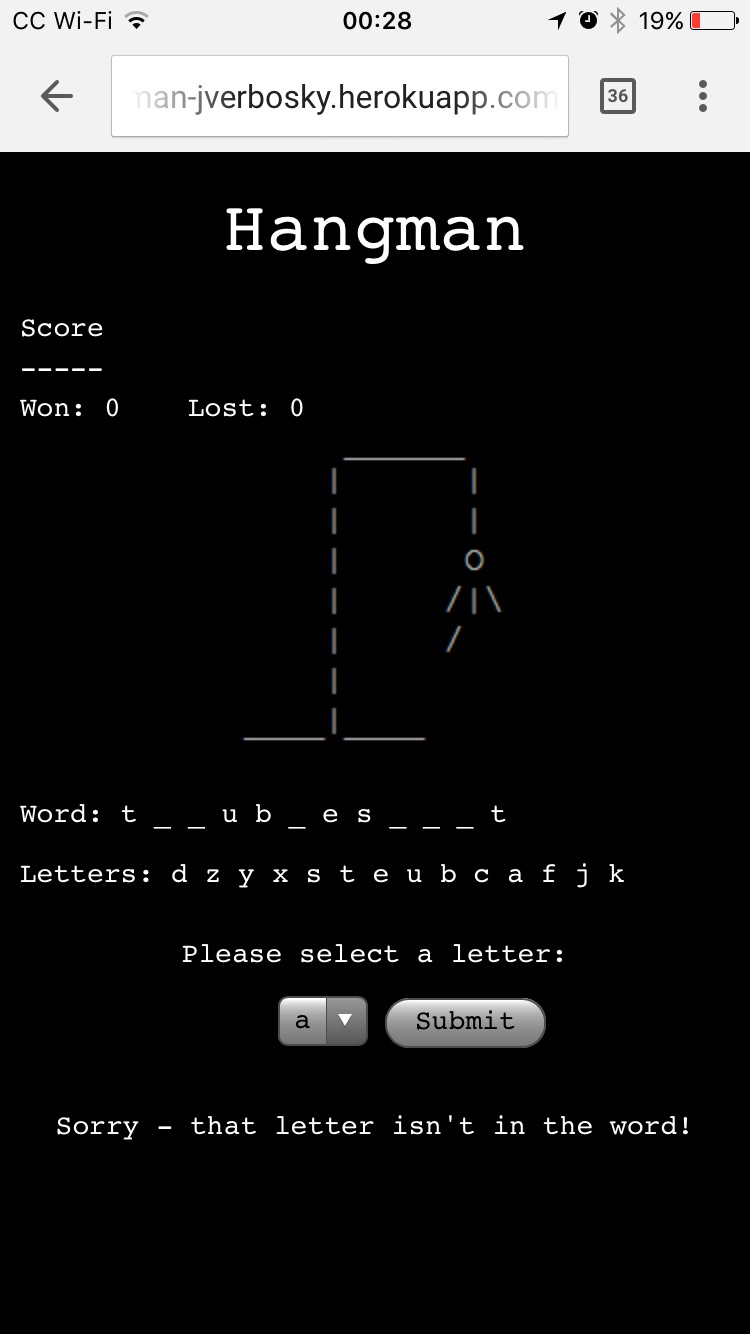 CC Wi-Fi 00:28 19%
man-jverbosky.herokuapp.com 36
Hangman
Score
-----
Won: 0 Lost: 0
Word: t _ _ u b _ e s _ _ _ t
Letters: d z y x s t e u b c a f j k
Please select a letter:
a Submit
Sorry - that letter isn't in the word!